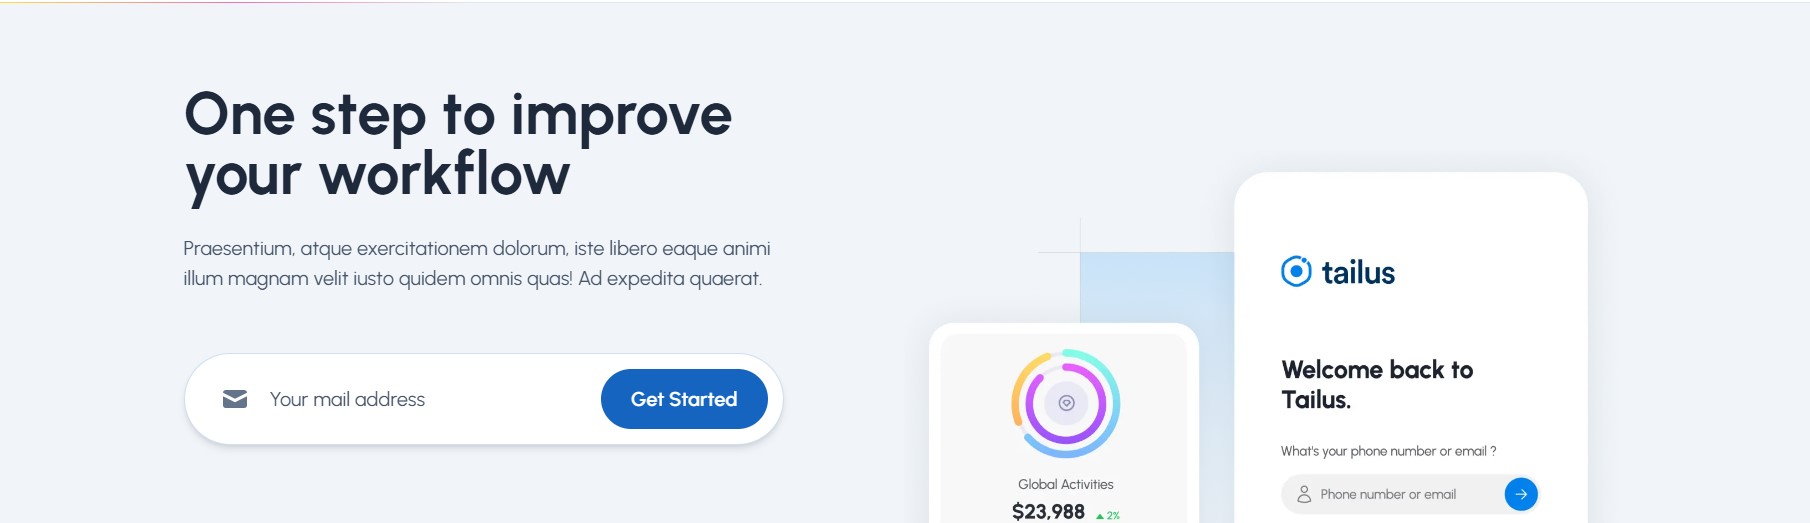 One step to improve
your workflow
Praesentium, atque exercitationem dolorum, iste libero eaque animi
illum magnam velit iusto quidem omnis quas! Ad expedita quaerat.
Your mail address
Get Started
Global Activities
$23,988
2%
tailus
Welcome back to
Tailus.
What's your phone number or email ?
Phone number or email